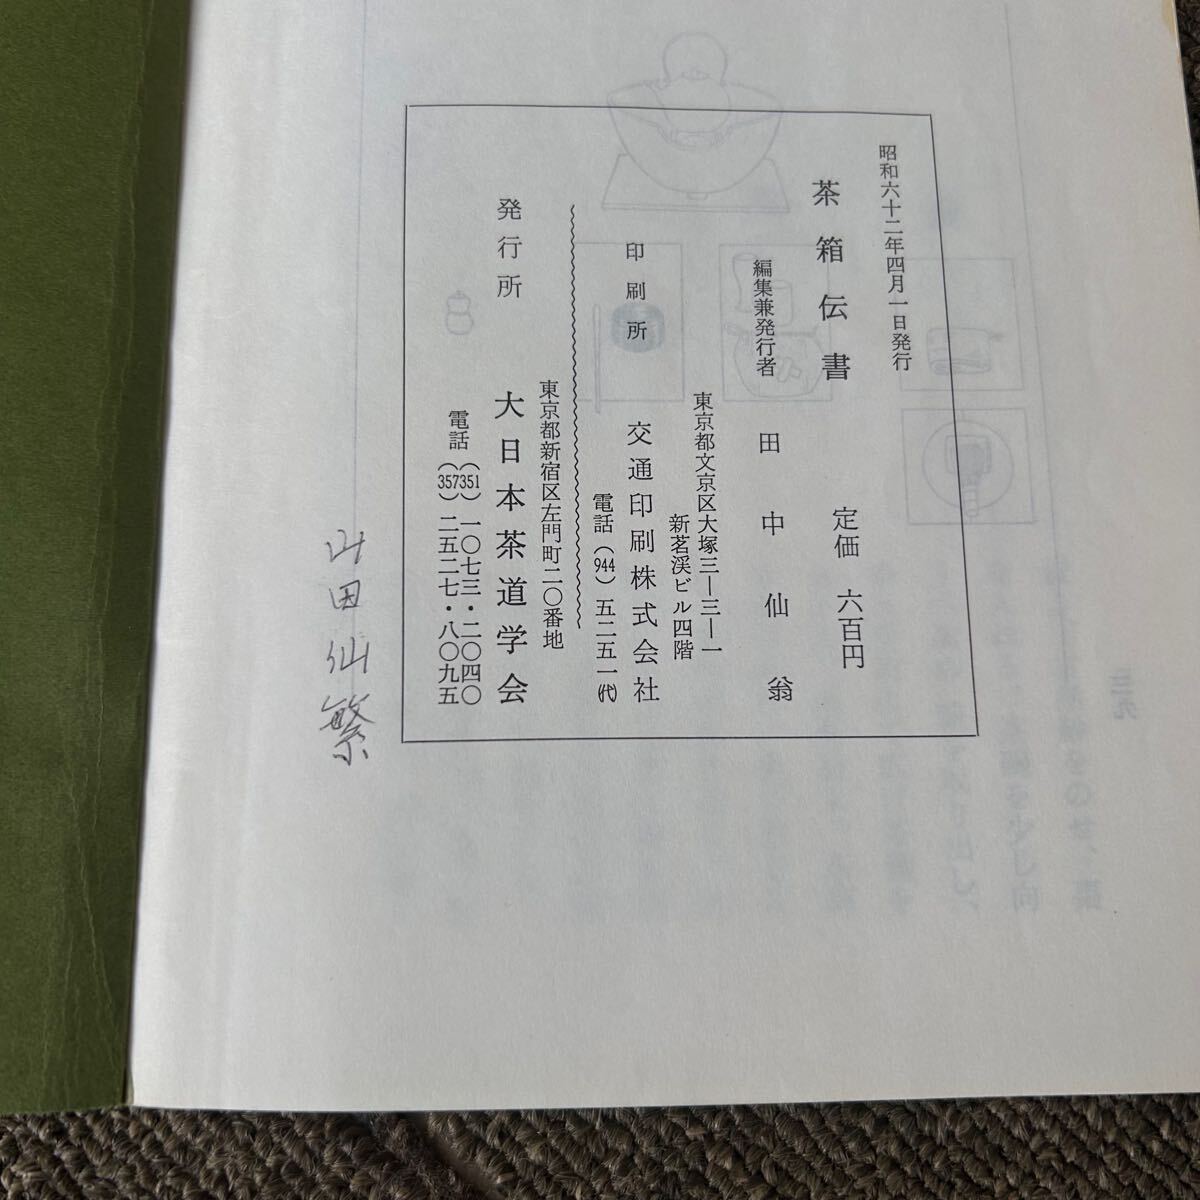 昭和六十二年四月一日発行
茶箱伝書 定価 六百円
編集兼発行者 田中仙翁
東京都文京区大塚三―三―一
新茗渓ビル四階
印刷所 交通印刷株式会社
電話(944)五二五一(代)
東京都新宿区左門町二〇番地
発行所 大日本茶道学会
電話(351)一〇七三・二〇四〇
(357)二五二七・八〇九五
山田仙繁